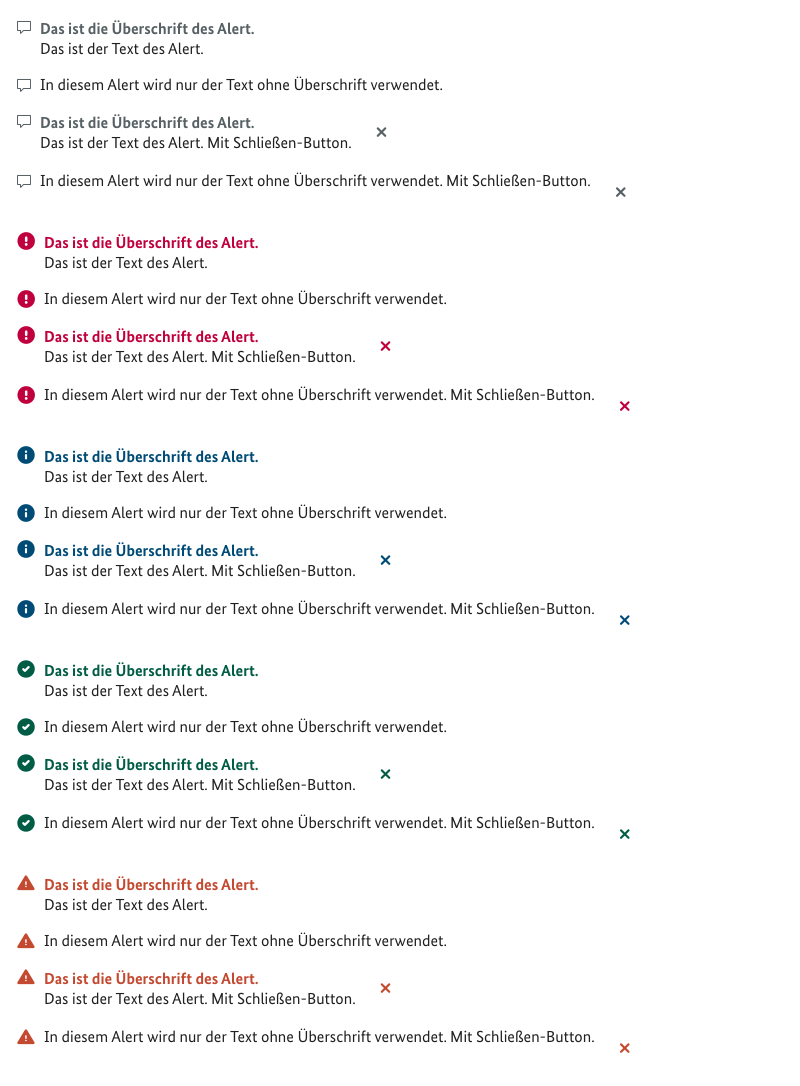 Das ist die Überschrift des Alert.
Das ist der Text des Alert.
In diesem Alert wird nur der Text ohne Überschrift verwendet.
Das ist die Überschrift des Alert.
Das ist der Text des Alert. Mit Schließen-Button.
In diesem Alert wird nur der Text ohne Überschrift verwendet. Mit Schließen-Button.
Das ist die Überschrift des Alert.
Das ist der Text des Alert.
In diesem Alert wird nur der Text ohne Überschrift verwendet.
Das ist die Überschrift des Alert.
Das ist der Text des Alert. Mit Schließen-Button.
In diesem Alert wird nur der Text ohne Überschrift verwendet. Mit Schließen-Button.
Das ist die Überschrift des Alert.
Das ist der Text des Alert.
In diesem Alert wird nur der Text ohne Überschrift verwendet.
Das ist die Überschrift des Alert.
Das ist der Text des Alert. Mit Schließen-Button.
In diesem Alert wird nur der Text ohne Überschrift verwendet. Mit Schließen-Button.
Das ist die Überschrift des Alert.
Das ist der Text des Alert.
In diesem Alert wird nur der Text ohne Überschrift verwendet.
Das ist die Überschrift des Alert.
Das ist der Text des Alert. Mit Schließen-Button.
In diesem Alert wird nur der Text ohne Überschrift verwendet. Mit Schließen-Button.
Das ist die Überschrift des Alert.
Das ist der Text des Alert.
In diesem Alert wird nur der Text ohne Überschrift verwendet.
Das ist die Überschrift des Alert.
Das ist der Text des Alert. Mit Schließen-Button.
In diesem Alert wird nur der Text ohne Überschrift verwendet. Mit Schließen-Button.